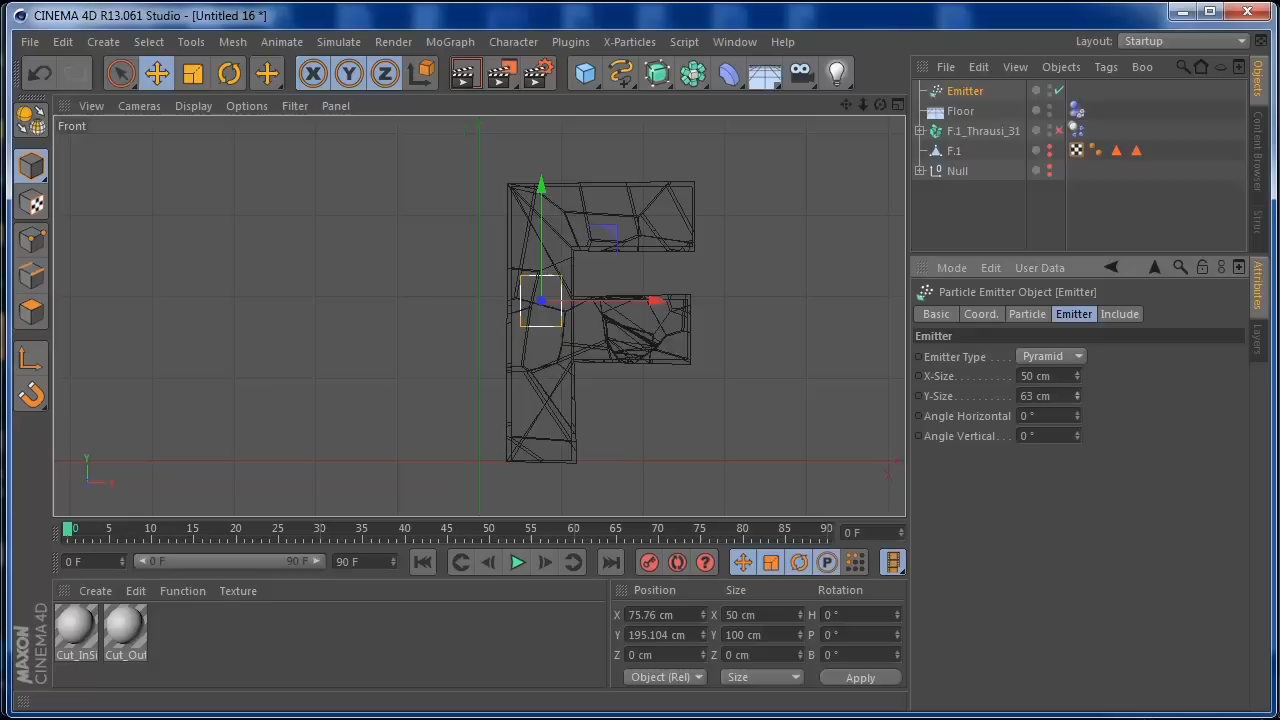 CINEMA 4D R13.061 Studio - [Untitled 16 *]
File Edit Create Select Tools Mesh Animate Simulate Render MoGraph Character Plugins X-Particles Script Window Help Layout: Startup
X Y Z
File Edit View Objects Tags Boo
View Cameras Display Options Filter Panel
Front
Emitter
Floor
F.1_Thrausi_31
F.1
Null
Objects
Content Browser
Struc
Mode Edit User Data
Particle Emitter Object [Emitter]
Basic Coord. Particle Emitter Include
Emitter
Emitter Type . . . . Pyramid
X-Size. . . . . . . . . 50 cm
Y-Size. . . . . . . . . 63 cm
Angle Horizontal 0 °
Angle Vertical. . 0 °
Attributes
Layers
Y
X
0 5 10 15 20 25 30 35 40 45 50 55 60 65 70 75 80 85 90 0 F
0 F 0 F 90 F 90 F P
Create Edit Function Texture
Cut_InSi Cut_Out
MAXON
CINEMA 4D
Position Size Rotation
X 75.76 cm X 50 cm H 0 °
Y 195.104 cm Y 100 cm P 0 °
Z 0 cm Z 0 cm B 0 °
Object (Rel) Size Apply